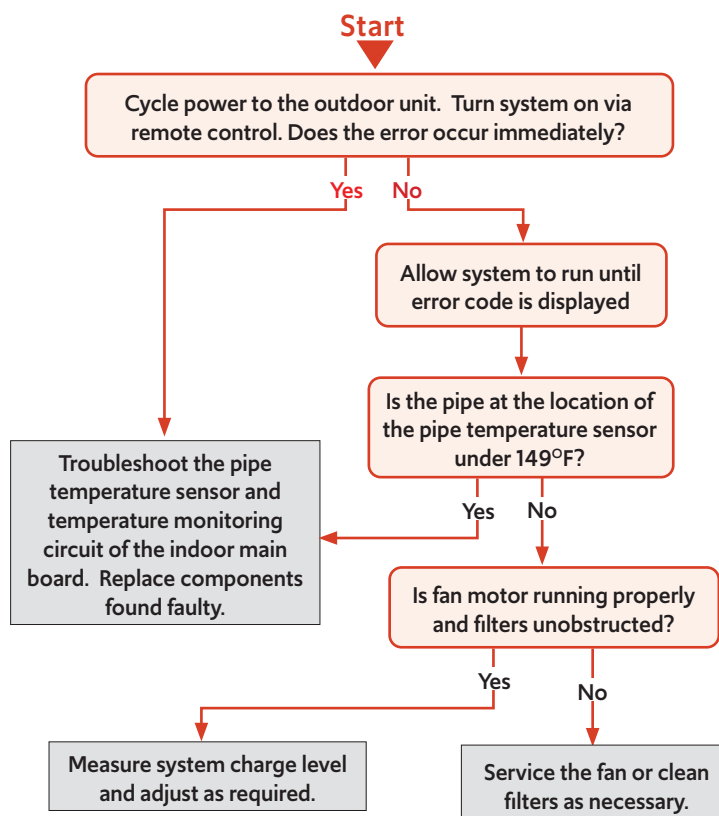 Start
Cycle power to the outdoor unit.  Turn system on via
remote control. Does the error occur immediately?
Yes
No
Allow system to run until
error code is displayed
Is the pipe at the location of
the pipe temperature sensor
under 149°F?
Yes
No
Troubleshoot the pipe
temperature sensor and
temperature monitoring
circuit of the indoor main
board.  Replace components
found faulty.
Is fan motor running properly
and filters unobstructed?
Yes
No
Measure system charge level
and adjust as required.
Service the fan or clean
filters as necessary.